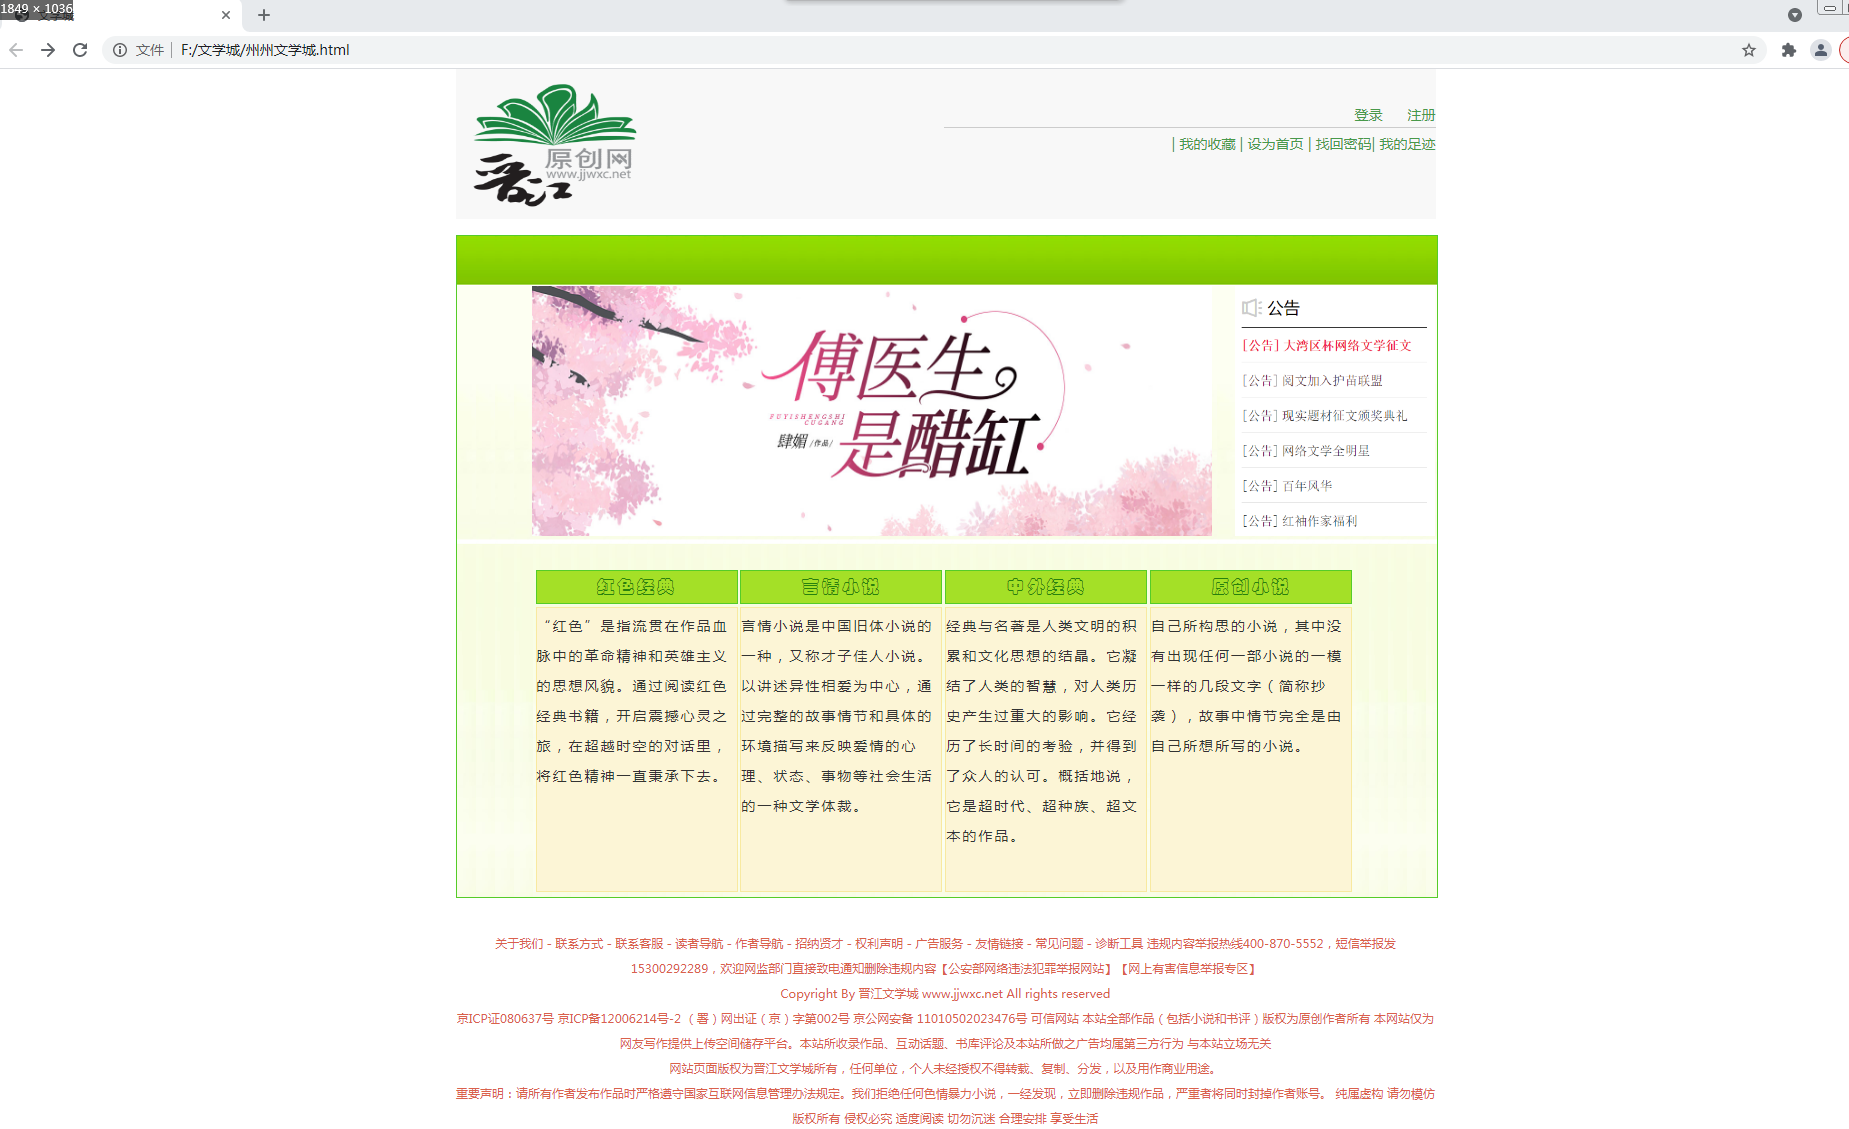 1849 × 1036
文学城
文件 F:/文学城/州州文学城.html
原创网
www.jjwxc.net
晋江
登录 注册
| 我的收藏 | 设为首页 | 找回密码| 我的足迹
傅医生
是醋缸
FUYISHENGSHI
CUGANG
肆媚 /作品/
公告
[公告] 大湾区杯网络文学征文
[公告] 阅文加入护苗联盟
[公告] 现实题材征文颁奖典礼
[公告] 网络文学全明星
[公告] 百年风华
[公告] 红袖作家福利
红色经典
“红色”是指流贯在作品血
脉中的革命精神和英雄主义
的思想风貌。通过阅读红色
经典书籍，开启震撼心灵之
旅，在超越时空的对话里，
将红色精神一直秉承下去。
言情小说
言情小说是中国旧体小说的
一种，又称才子佳人小说。
以讲述异性相爱为中心，通
过完整的故事情节和具体的
环境描写来反映爱情的心
理、状态、事物等社会生活
的一种文学体裁。
中外经典
经典与名著是人类文明的积
累和文化思想的结晶。它凝
结了人类的智慧，对人类历
史产生过重大的影响。它经
历了长时间的考验，并得到
了众人的认可。概括地说，
它是超时代、超种族、超文
本的作品。
原创小说
自己所构思的小说，其中没
有出现任何一部小说的一模
一样的几段文字（简称抄
袭），故事中情节完全是由
自己所想所写的小说。
关于我们 - 联系方式 - 联系客服 - 读者导航 - 作者导航 - 招纳贤才 - 权利声明 - 广告服务 - 友情链接 - 常见问题 - 诊断工具 违规内容举报热线400-870-5552，短信举报发
15300292289，欢迎网监部门直接致电通知删除违规内容【公安部网络违法犯罪举报网站】【网上有害信息举报专区】
Copyright By 晋江文学城 www.jjwxc.net All rights reserved
京ICP证080637号 京ICP备12006214号-2 （署）网出证（京）字第002号 京公网安备 11010502023476号 可信网站 本站全部作品（包括小说和书评）版权为原创作者所有 本网站仅为
网友写作提供上传空间储存平台。本站所收录作品、互动话题、书库评论及本站所做之广告均属第三方行为 与本站立场无关
网站页面版权为晋江文学城所有，任何单位，个人未经授权不得转载、复制、分发，以及用作商业用途。
重要声明：请所有作者发布作品时严格遵守国家互联网信息管理办法规定。我们拒绝任何色情暴力小说，一经发现，立即删除违规作品，严重者将同时封掉作者账号。 纯属虚构 请勿模仿
版权所有 侵权必究 适度阅读 切勿沉迷 合理安排 享受生活